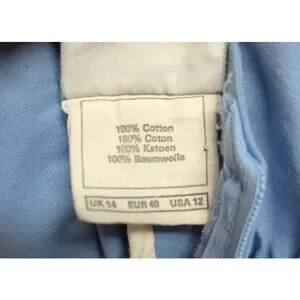 100% Cotton
100% Coton
100% Katoen
100% Baumwolle
UK 14 EUR 40 USA 12